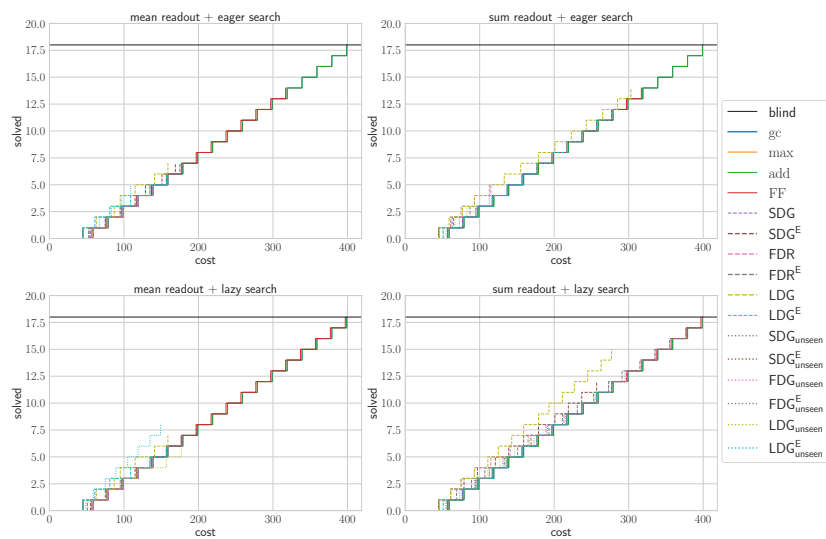 mean readout + eager search
sum readout + eager search
20.0
17.5
15.0
12.5
10.0
7.5
5.0
2.5
0.0
solved
0
100
200
300
400
cost
20.0
17.5
15.0
12.5
10.0
7.5
5.0
2.5
0.0
solved
0
100
200
300
400
cost
mean readout + lazy search
sum readout + lazy search
20.0
17.5
15.0
12.5
10.0
7.5
5.0
2.5
0.0
solved
0
100
200
300
400
cost
20.0
17.5
15.0
12.5
10.0
7.5
5.0
2.5
0.0
solved
0
100
200
300
400
cost
blind
gc
max
add
FF
SDG
SDG^E
FDR
FDR^E
LDG
LDG^E
SDG_unseen
SDG^E_unseen
FDG_unseen
FDG^E_unseen
LDG_unseen
LDG^E_unseen